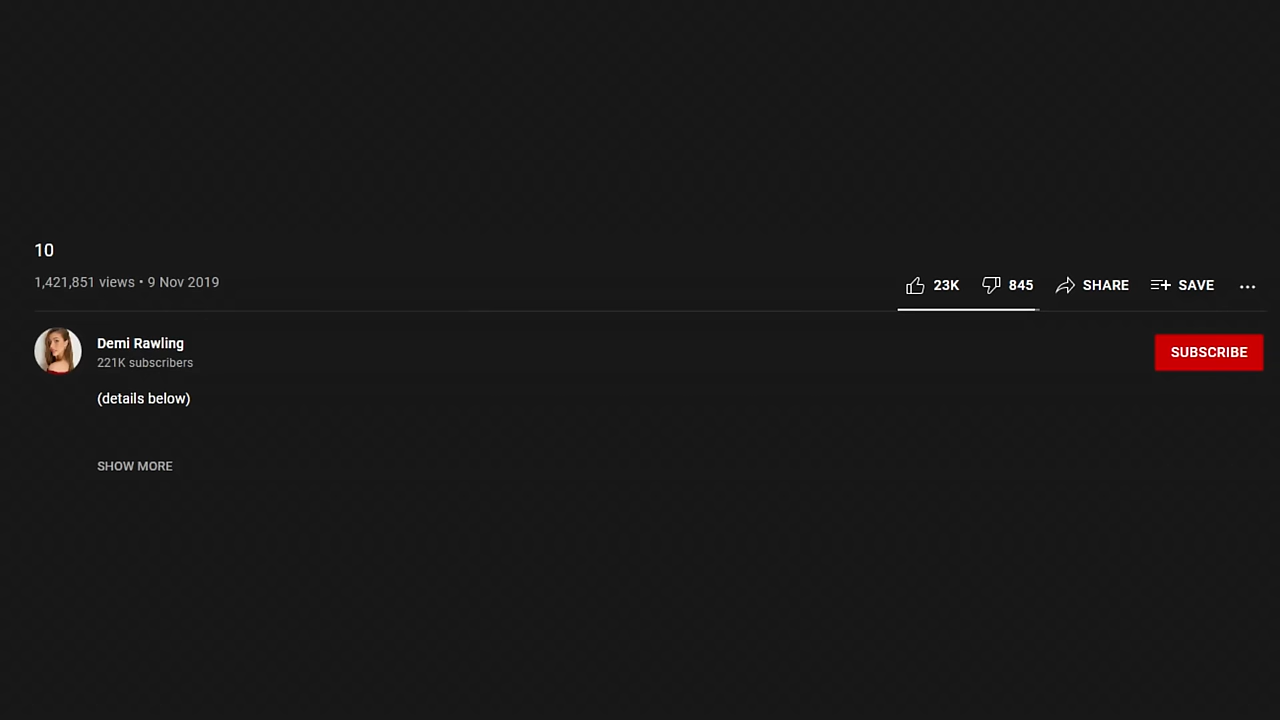 10
1,421,851 views • 9 Nov 2019
23K 845 SHARE SAVE
Demi Rawling
221K subscribers
SUBSCRIBE
(details below)
SHOW MORE